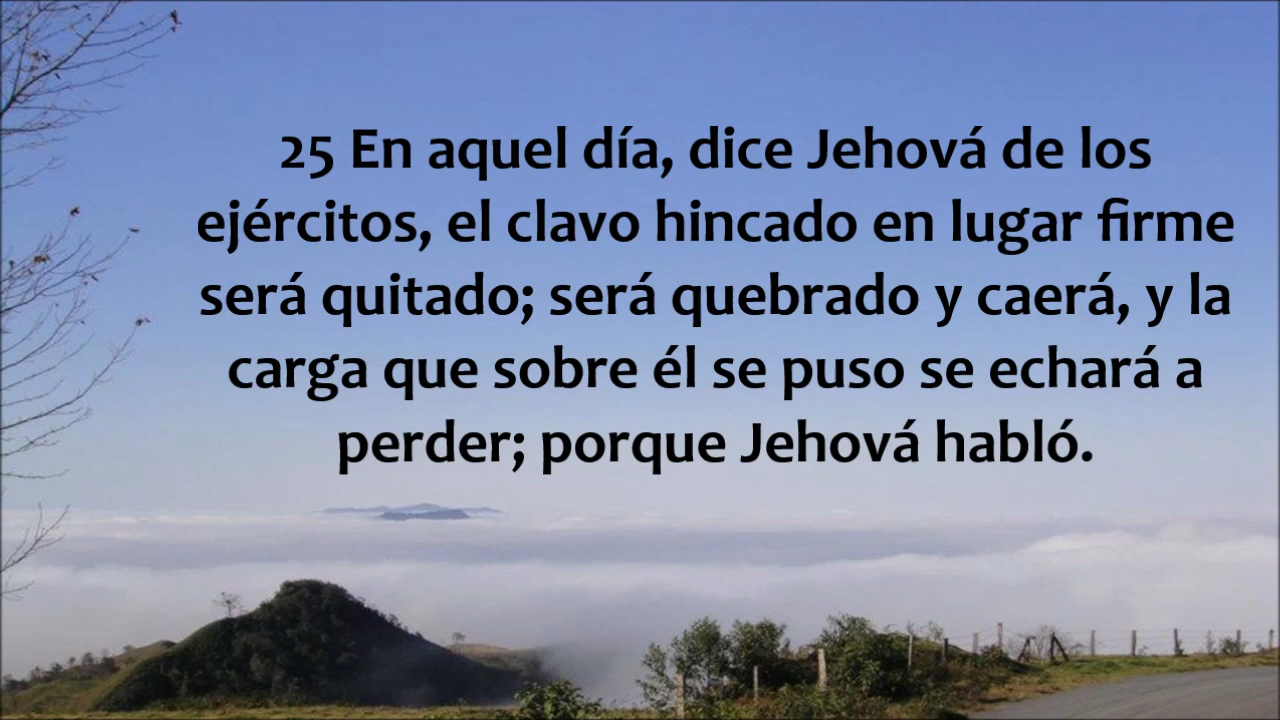 25 En aquel día, dice Jehová de los
ejércitos, el clavo hincado en lugar firme
será quitado; será quebrado y caerá, y la
carga que sobre él se puso se echará a
perder; porque Jehová habló.